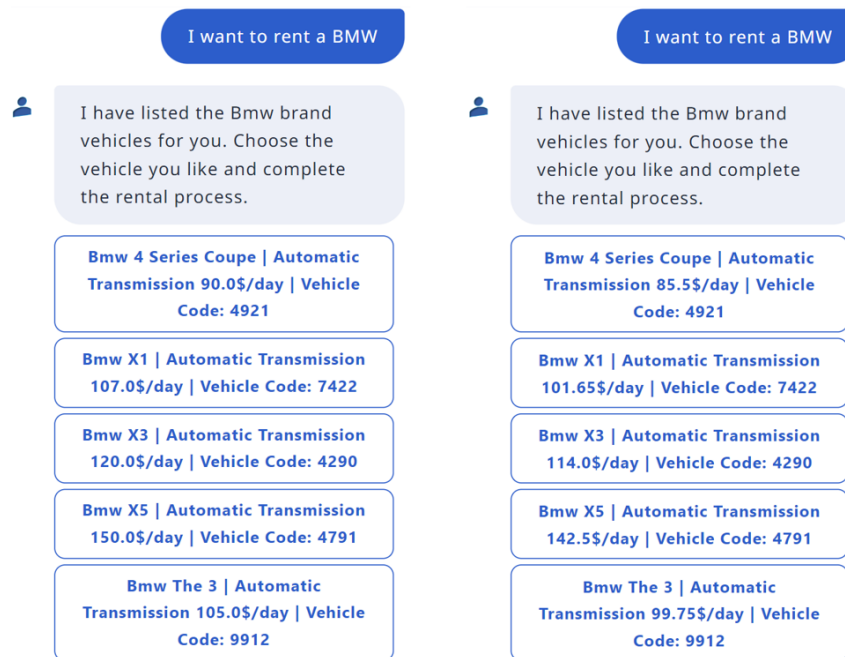 I want to rent a BMW
I have listed the Bmw brand
vehicles for you. Choose the
vehicle you like and complete
the rental process.
Bmw 4 Series Coupe | Automatic
Transmission 90.0$/day | Vehicle
Code: 4921
Bmw X1 | Automatic Transmission
107.0$/day | Vehicle Code: 7422
Bmw X3 | Automatic Transmission
120.0$/day | Vehicle Code: 4290
Bmw X5 | Automatic Transmission
150.0$/day | Vehicle Code: 4791
Bmw The 3 | Automatic
Transmission 105.0$/day | Vehicle
Code: 9912
I want to rent a BMW
I have listed the Bmw brand
vehicles for you. Choose the
vehicle you like and complete
the rental process.
Bmw 4 Series Coupe | Automatic
Transmission 85.5$/day | Vehicle
Code: 4921
Bmw X1 | Automatic Transmission
101.65$/day | Vehicle Code: 7422
Bmw X3 | Automatic Transmission
114.0$/day | Vehicle Code: 4290
Bmw X5 | Automatic Transmission
142.5$/day | Vehicle Code: 4791
Bmw The 3 | Automatic
Transmission 99.75$/day | Vehicle
Code: 9912